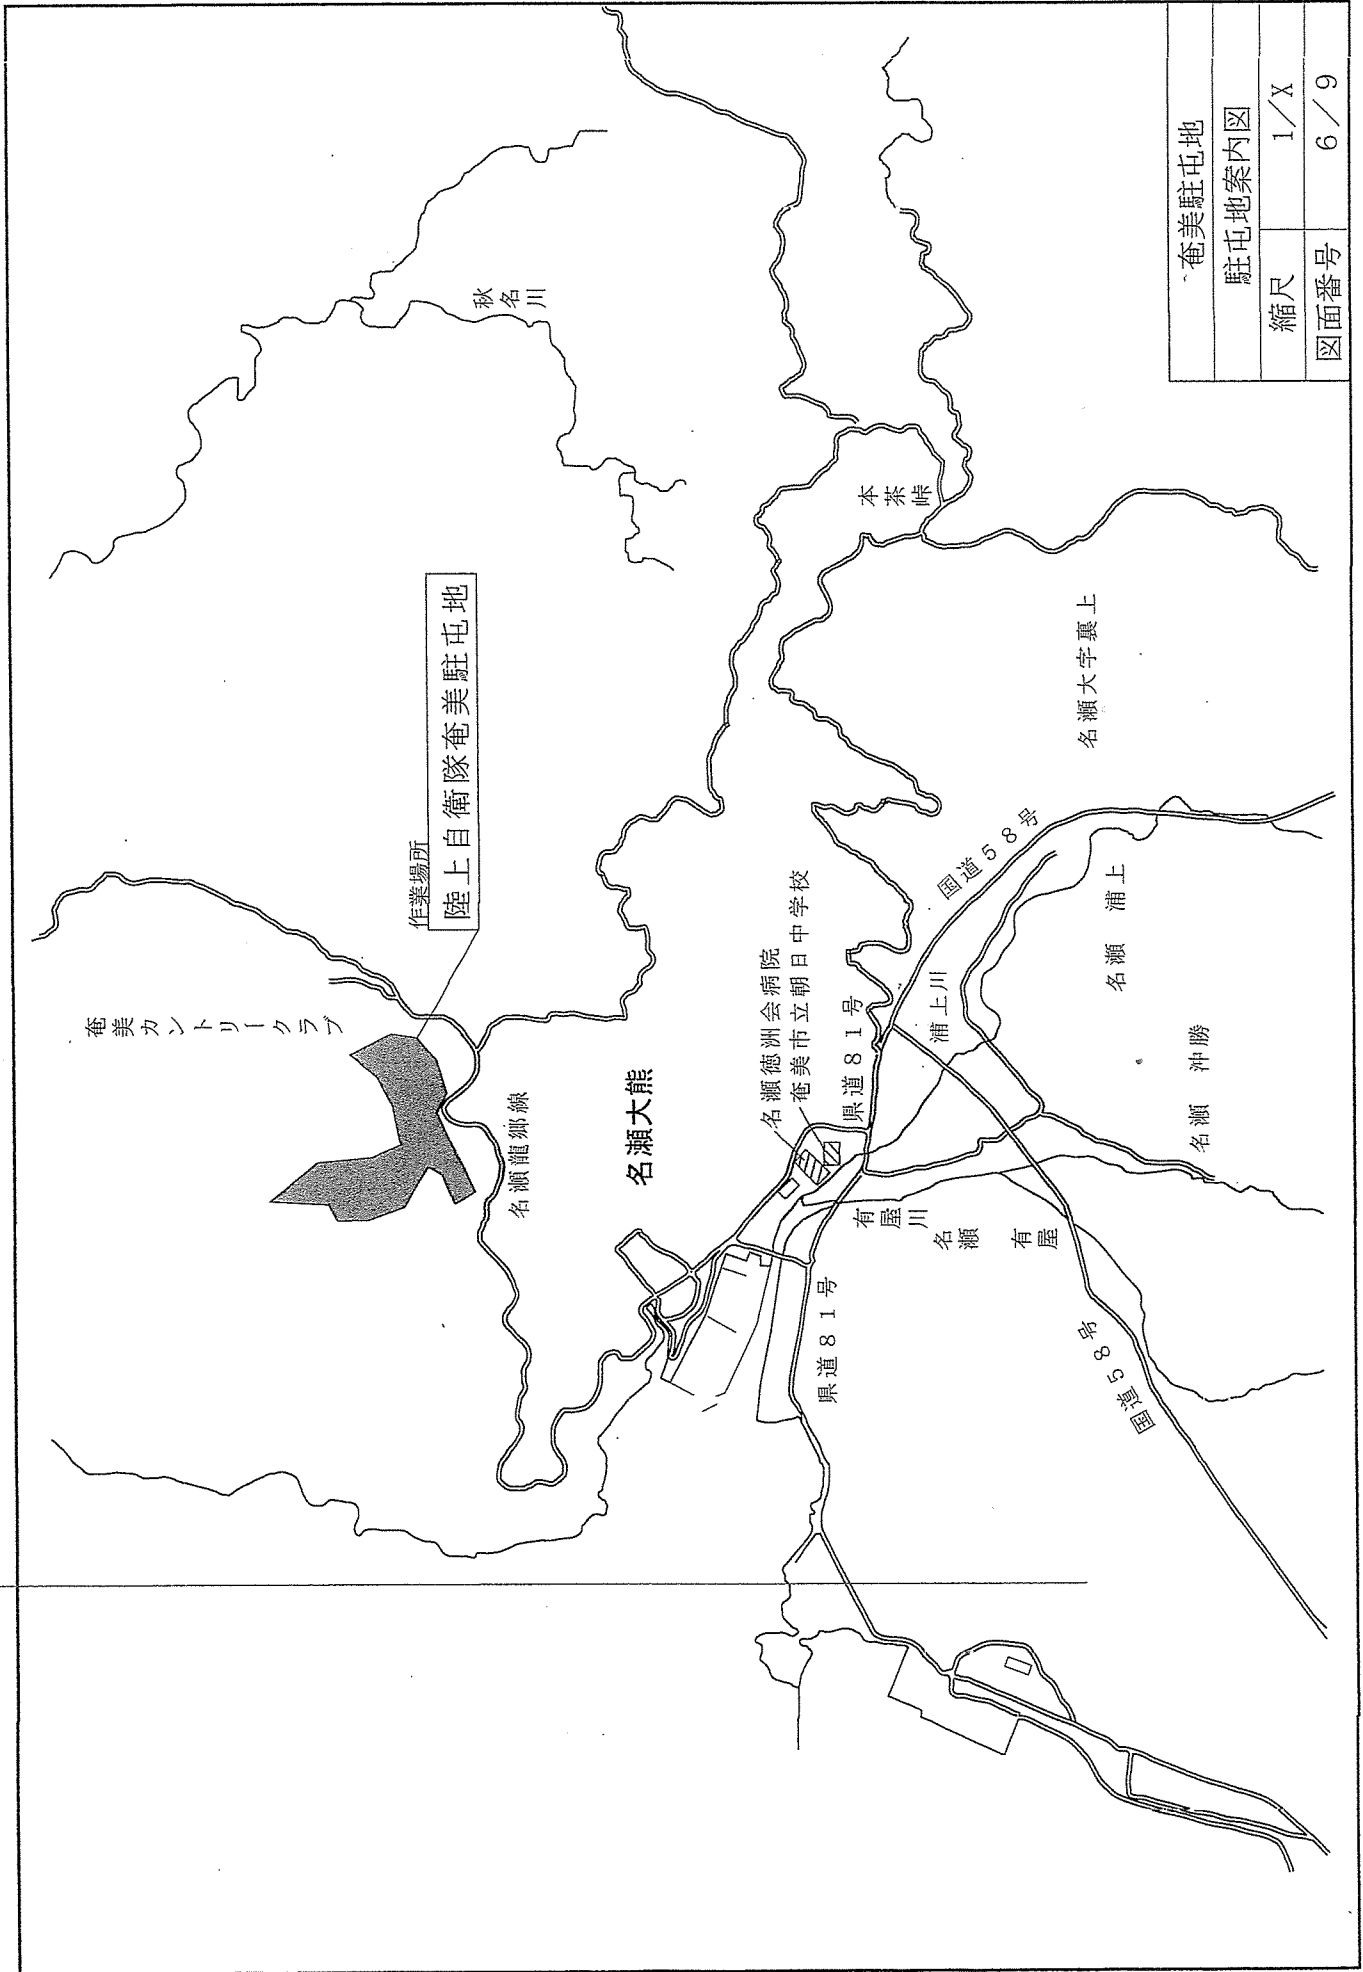 奄美カントリークラブ
作業場所
陸上自衛隊奄美駐屯地
秋名川
名瀬龍郷線
名瀬大熊
本茶峠
名瀬徳洲会病院
奄美市立朝日中学校
県道81号
国道58号
浦上川
名瀬大字裏上
名瀬 浦上
名瀬 沖勝
有屋川
名瀬 有屋
県道81号
国道58号
奄美駐屯地
駐屯地案内図
縮尺 1/X
図面番号 6/9